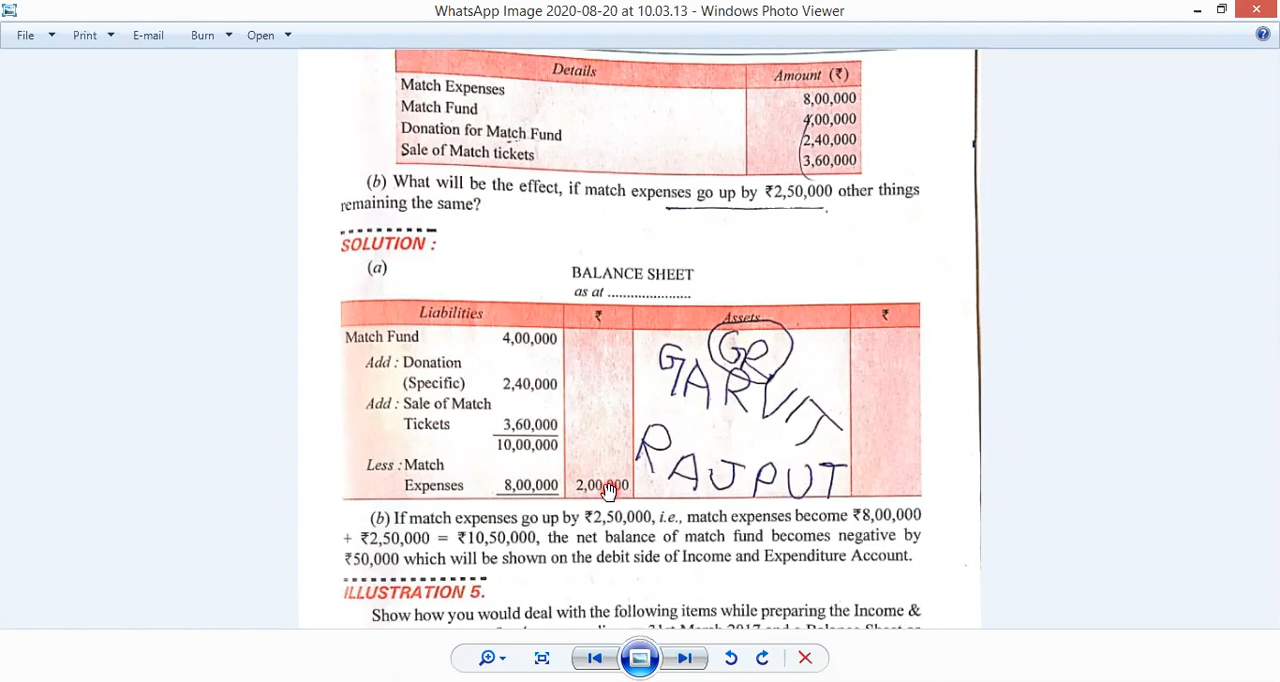 WhatsApp Image 2020-08-20 at 10.03.13 - Windows Photo Viewer
File Print E-mail Burn Open
Details Amount (₹)
Match Expenses 8,00,000
Match Fund 4,00,000
Donation for Match Fund 2,40,000
Sale of Match tickets 3,60,000
(b) What will be the effect, if match expenses go up by ₹2,50,000 other things
remaining the same?
SOLUTION :
(a)
BALANCE SHEET
as at ......................
Liabilities ₹ Assets ₹
Match Fund 4,00,000
Add : Donation
(Specific) 2,40,000
Add : Sale of Match
Tickets 3,60,000
10,00,000
Less : Match
Expenses 8,00,000 2,00,000
GR
GARVIT
RAJPUT
(b) If match expenses go up by ₹2,50,000, i.e., match expenses become ₹8,00,000
+ ₹2,50,000 = ₹10,50,000, the net balance of match fund becomes negative by
₹50,000 which will be shown on the debit side of Income and Expenditure Account.
ILLUSTRATION 5.
Show how you would deal with the following items while preparing the Income &
31st March 2017 and a Balance Sheet